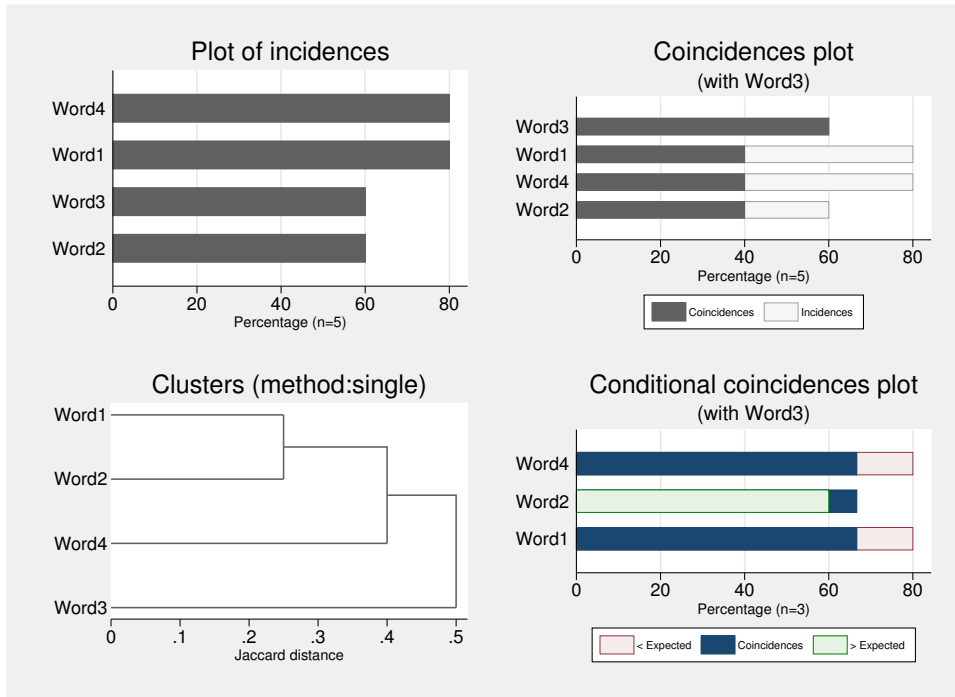 Plot of incidences
Word4
Word1
Word3
Word2
0 20 40 60 80
Percentage (n=5)
Coincidences plot
(with Word3)
Word3
Word1
Word4
Word2
0 20 40 60 80
Percentage (n=5)
Coincidences Incidences
Clusters (method:single)
Word1
Word2
Word4
Word3
0 .1 .2 .3 .4 .5
Jaccard distance
Conditional coincidences plot
(with Word3)
Word4
Word2
Word1
0 20 40 60 80
Percentage (n=3)
< Expected Coincidences > Expected